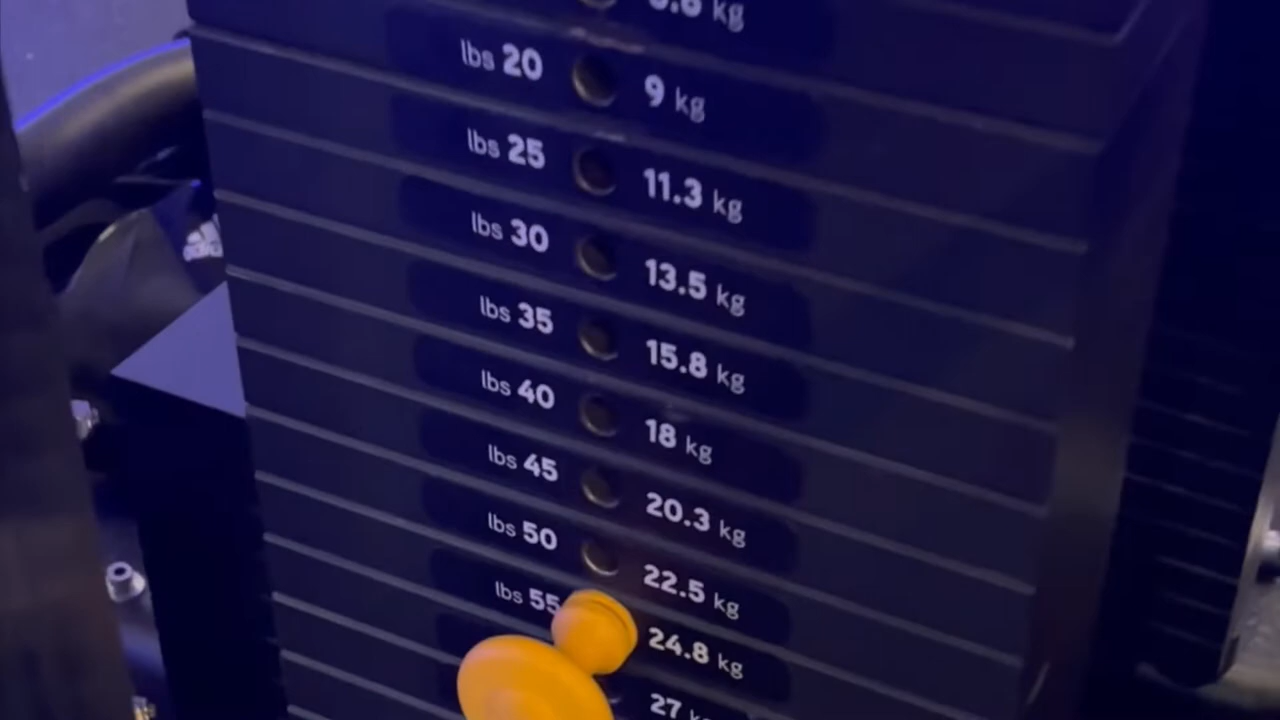 kg
lbs 20 9 kg
lbs 25 11.3 kg
lbs 30 13.5 kg
lbs 35 15.8 kg
lbs 40 18 kg
lbs 45 20.3 kg
lbs 50 22.5 kg
lbs 55 24.8 kg
27